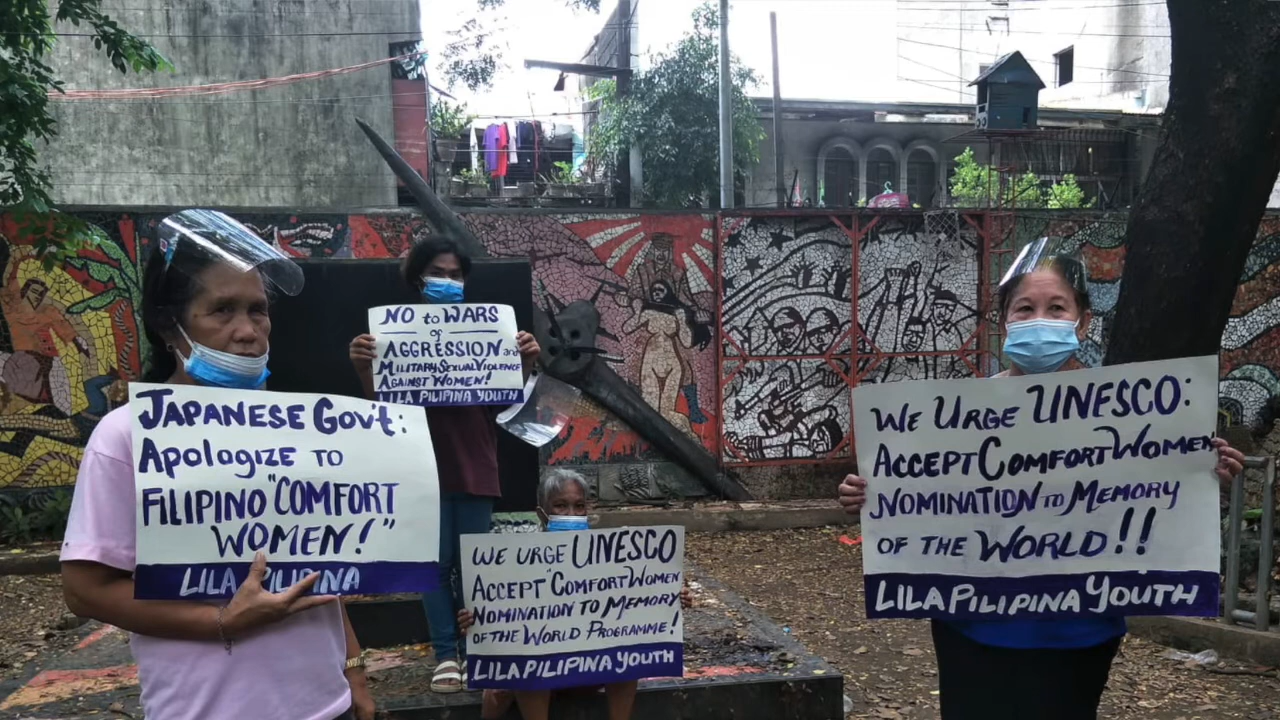 JAPANESE GOV't:
APologIZE TO
FILIPINO "COMFORT
WOMEN!"
LILA PILIPINA
NO to WARS
of
AGGRESSION and
MILITARY SEXUAL VIOLENCE
AGAINST WOMEN!
LILA PILIPINA YOUTH
WE URGE UNESCO
ACCEPT "COMFORT WOMEN
NOMINATION TO MEMORY
OF THE WORLD PROGRAMME!
LILA PILIPINA YOUTH
WE URGE UNESCO:
ACCEPT COMFORT WOMEN
NOMINATION TO MEMORY
OF THE WORLD!!
LILA PILIPINA YOUTH